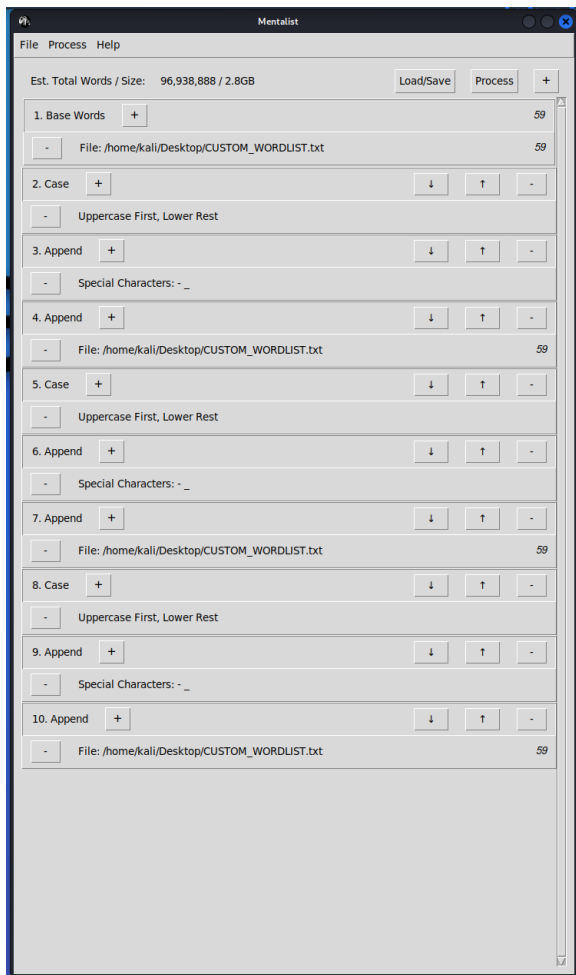 Mentalist
File Process Help
Est. Total Words / Size: 96,938,888 / 2.8GB Load/Save Process +
1. Base Words + 59
- File: /home/kali/Desktop/CUSTOM_WORDLIST.txt 59
2. Case + ↓ ↑ -
- Uppercase First, Lower Rest
3. Append + ↓ ↑ -
- Special Characters: - _
4. Append + ↓ ↑ -
- File: /home/kali/Desktop/CUSTOM_WORDLIST.txt 59
5. Case + ↓ ↑ -
- Uppercase First, Lower Rest
6. Append + ↓ ↑ -
- Special Characters: - _
7. Append + ↓ ↑ -
- File: /home/kali/Desktop/CUSTOM_WORDLIST.txt 59
8. Case + ↓ ↑ -
- Uppercase First, Lower Rest
9. Append + ↓ ↑ -
- Special Characters: - _
10. Append + ↓ ↑ -
- File: /home/kali/Desktop/CUSTOM_WORDLIST.txt 59